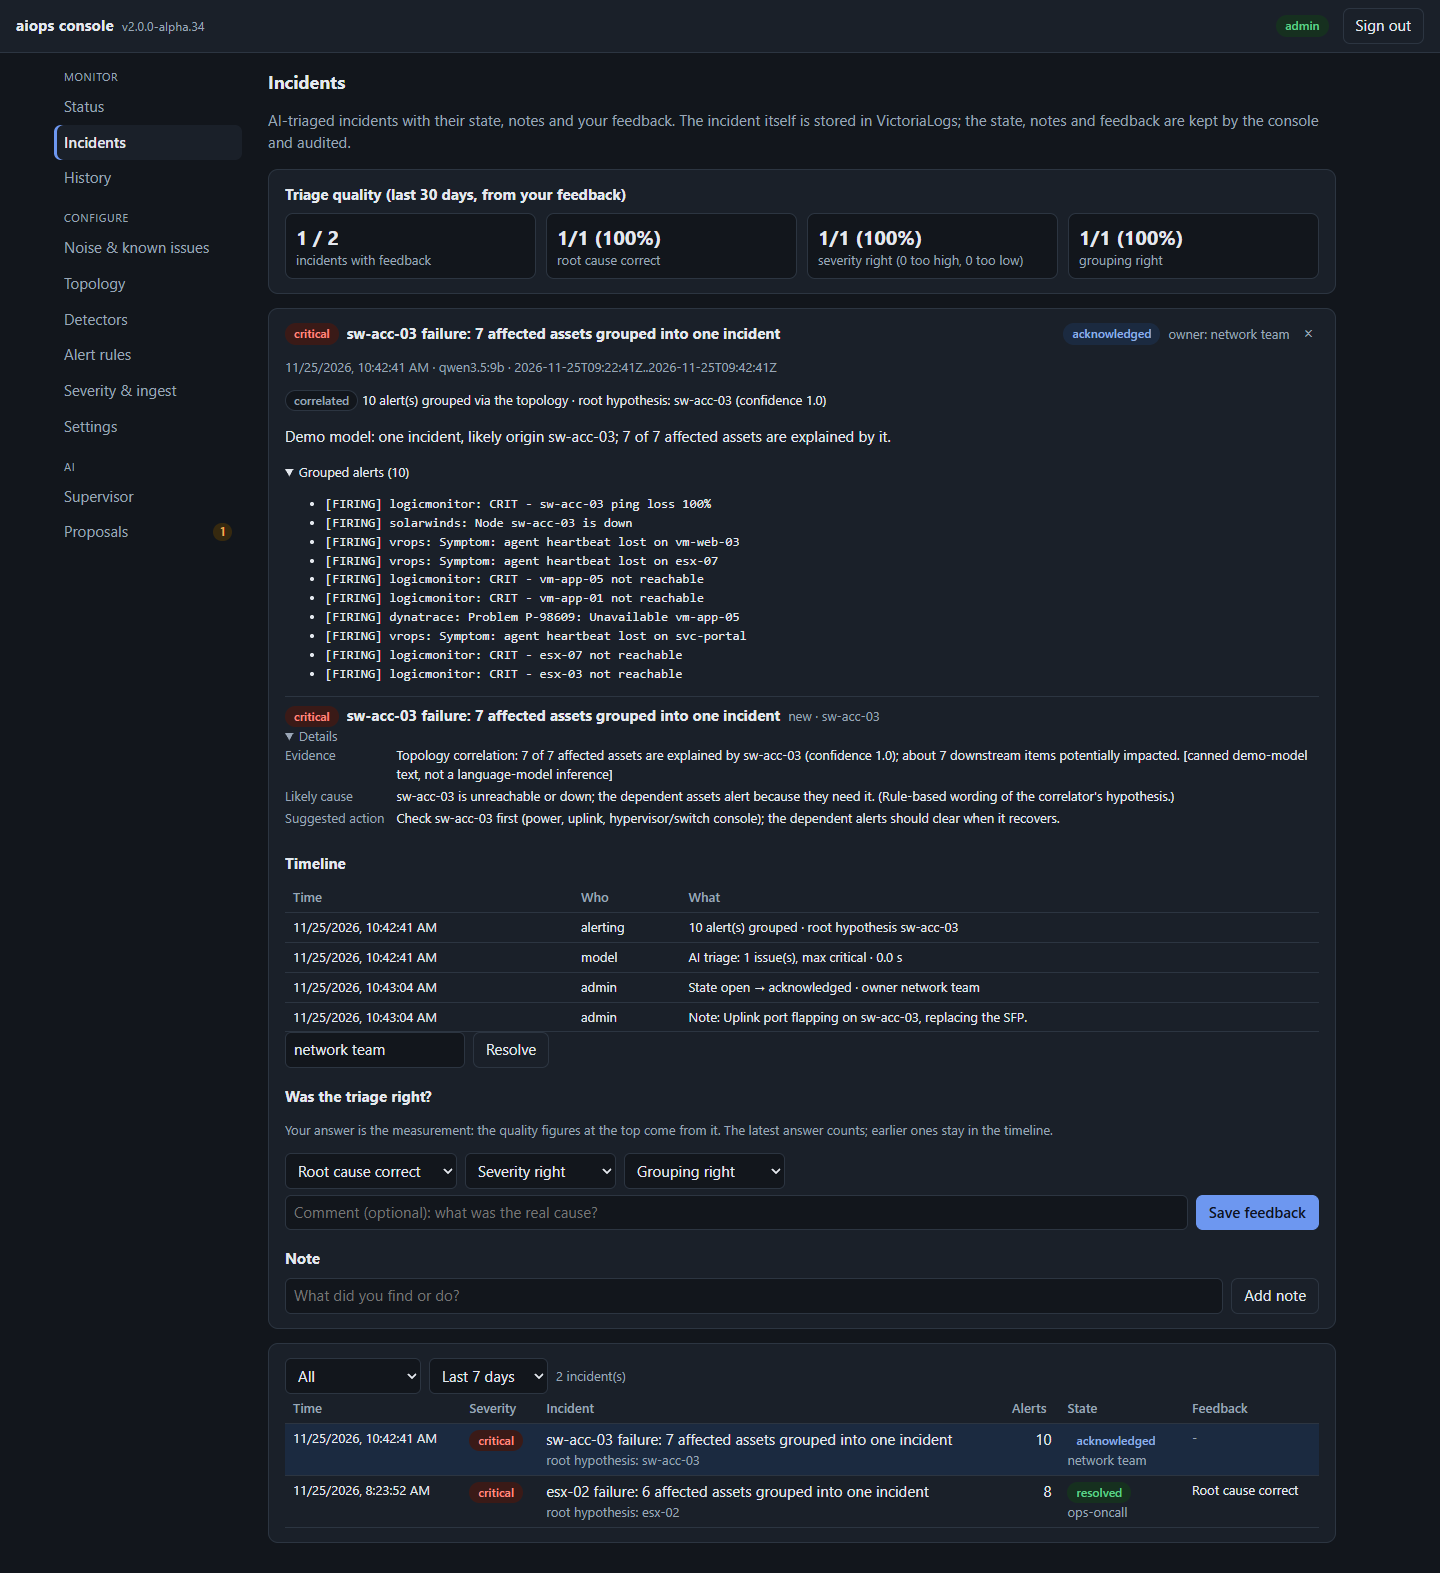 aiops console v2.0.0-alpha.34
admin
Sign out
MONITOR
Status
Incidents
History
CONFIGURE
Noise & known issues
Topology
Detectors
Alert rules
Severity & ingest
Settings
AI
Supervisor
Proposals 1
Incidents
AI-triaged incidents with their state, notes and your feedback. The incident itself is stored in VictoriaLogs; the state, notes and feedback are kept by the console
and audited.
Triage quality (last 30 days, from your feedback)
1 / 2
incidents with feedback
1/1 (100%)
root cause correct
1/1 (100%)
severity right (0 too high, 0 too low)
1/1 (100%)
grouping right
critical sw-acc-03 failure: 7 affected assets grouped into one incident acknowledged owner: network team ×
11/25/2026, 10:42:41 AM · qwen3.5:9b · 2026-11-25T09:22:41Z..2026-11-25T09:42:41Z
correlated 10 alert(s) grouped via the topology · root hypothesis: sw-acc-03 (confidence 1.0)
Demo model: one incident, likely origin sw-acc-03; 7 of 7 affected assets are explained by it.
▼ Grouped alerts (10)
• [FIRING] logicmonitor: CRIT - sw-acc-03 ping loss 100%
• [FIRING] solarwinds: Node sw-acc-03 is down
• [FIRING] vrops: Symptom: agent heartbeat lost on vm-web-03
• [FIRING] vrops: Symptom: agent heartbeat lost on esx-07
• [FIRING] logicmonitor: CRIT - vm-app-05 not reachable
• [FIRING] logicmonitor: CRIT - vm-app-01 not reachable
• [FIRING] dynatrace: Problem P-98609: Unavailable vm-app-05
• [FIRING] vrops: Symptom: agent heartbeat lost on svc-portal
• [FIRING] logicmonitor: CRIT - esx-07 not reachable
• [FIRING] logicmonitor: CRIT - esx-03 not reachable
critical sw-acc-03 failure: 7 affected assets grouped into one incident new · sw-acc-03
▼ Details
Evidence Topology correlation: 7 of 7 affected assets are explained by sw-acc-03 (confidence 1.0); about 7 downstream items potentially impacted. [canned demo-model
text, not a language-model inference]
Likely cause sw-acc-03 is unreachable or down; the dependent assets alert because they need it. (Rule-based wording of the correlator's hypothesis.)
Suggested action Check sw-acc-03 first (power, uplink, hypervisor/switch console); the dependent alerts should clear when it recovers.
Timeline
Time Who What
11/25/2026, 10:42:41 AM alerting 10 alert(s) grouped · root hypothesis sw-acc-03
11/25/2026, 10:42:41 AM model AI triage: 1 issue(s), max critical · 0.0 s
11/25/2026, 10:43:04 AM admin State open → acknowledged · owner network team
11/25/2026, 10:43:04 AM admin Note: Uplink port flapping on sw-acc-03, replacing the SFP.
network team Resolve
Was the triage right?
Your answer is the measurement: the quality figures at the top come from it. The latest answer counts; earlier ones stay in the timeline.
Root cause correct Severity right Grouping right
Comment (optional): what was the real cause? Save feedback
Note
What did you find or do? Add note
All Last 7 days 2 incident(s)
Time Severity Incident Alerts State Feedback
11/25/2026, 10:42:41 AM critical sw-acc-03 failure: 7 affected assets grouped into one incident 10 acknowledged -
root hypothesis: sw-acc-03 network team
11/25/2026, 8:23:52 AM critical esx-02 failure: 6 affected assets grouped into one incident 8 resolved Root cause correct
root hypothesis: esx-02 ops-oncall